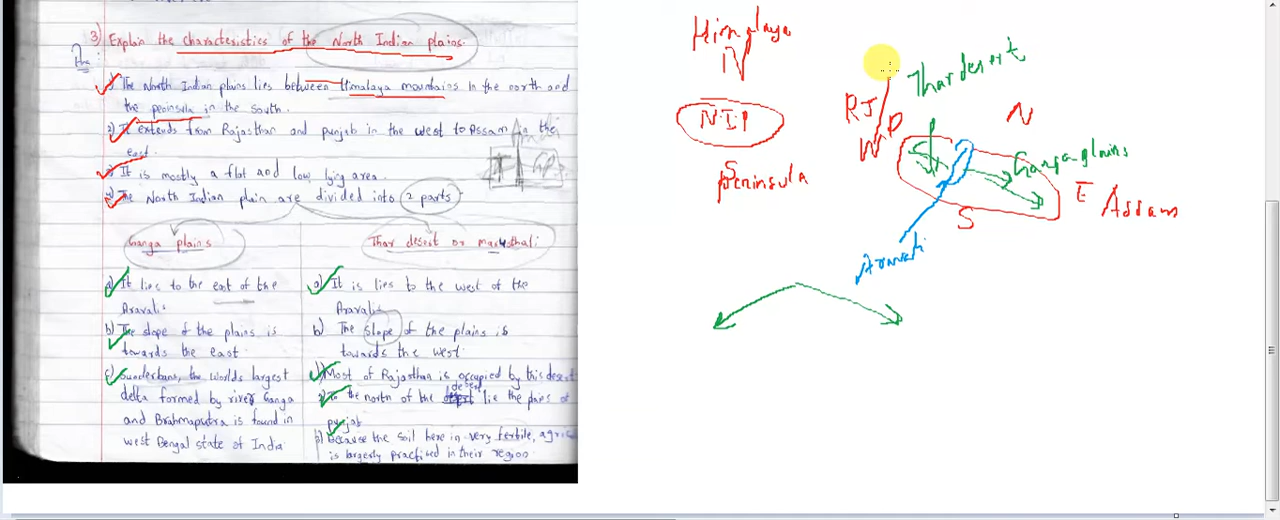 3) Explain the characteristics of the North Indian plains.
Ans:
1) The North Indian plains lies between Himalaya mountains in the north and
the peninsula in the south.
2) It extends from Rajasthan and punjab in the west to Assam in the
east.
3) It is mostly a flat and low lying area.
4) The North Indian plain are divided into 2 parts
Ganga plains
a) It lies to the east of the
Aravalis
b) The slope of the plains is
towards the east.
c) Sunderbans, the worlds largest
delta formed by river Ganga
and Brahmaputra is found in
west Bengal state of India
Thar desert or marusthali
a) It is lies to the west of the
Aravalis
b) The slope of the plains is
towards the west.
Most of Rajasthan is occupied by this desert
the north of the desert lie the plains of
punjab
Because the soil here in very fertile, agri
is largely practised in their region
Himalaya
N
N.I.P
S
peninsula
Thar desert
RJ
P
W
N
Ganga plains
E Assam
S
Aravali